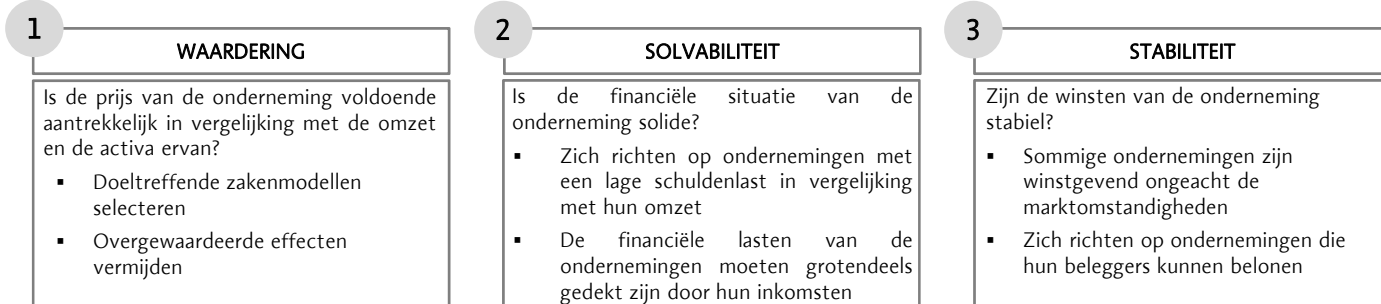 1
WAARDERING
Is de prijs van de onderneming voldoende
aantrekkelijk in vergelijking met de omzet
en de activa ervan?
▪ Doeltreffende zakenmodellen
selecteren
▪ Overgewaardeerde effecten
vermijden
2
SOLVABILITEIT
Is de financiële situatie van de
onderneming solide?
▪ Zich richten op ondernemingen met
een lage schuldenlast in vergelijking
met hun omzet
▪ De financiële lasten van de
ondernemingen moeten grotendeels
gedekt zijn door hun inkomsten
3
STABILITEIT
Zijn de winsten van de onderneming
stabiel?
▪ Sommige ondernemingen zijn
winstgevend ongeacht de
marktomstandigheden
▪ Zich richten op ondernemingen die
hun beleggers kunnen belonen